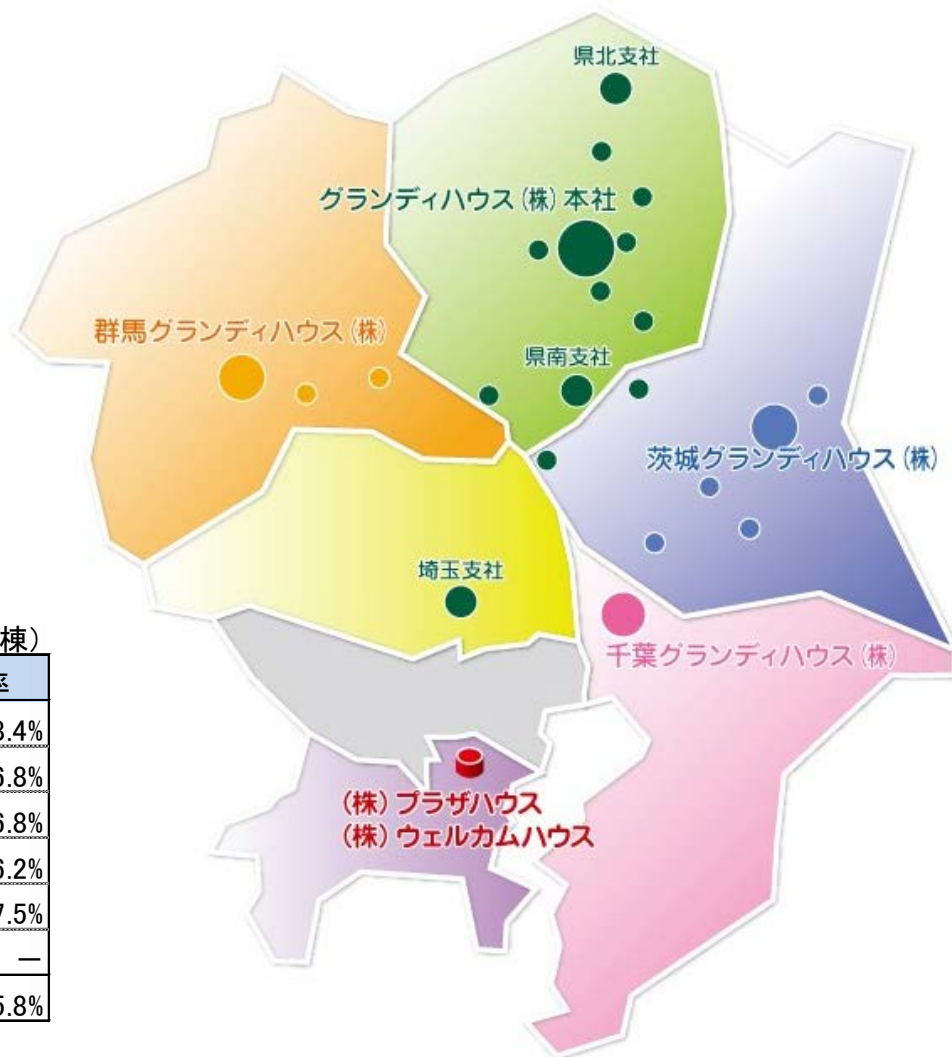 県北支社
グランディハウス(株)本社
群馬グランディハウス(株)
県南支社
茨城グランディハウス(株)
埼玉支社
千葉グランディハウス(株)
(株)プラザハウス
(株)ウェルカムハウス
棟)
率
3.4%
6.8%
6.8%
6.2%
7.5%
—
5.8%